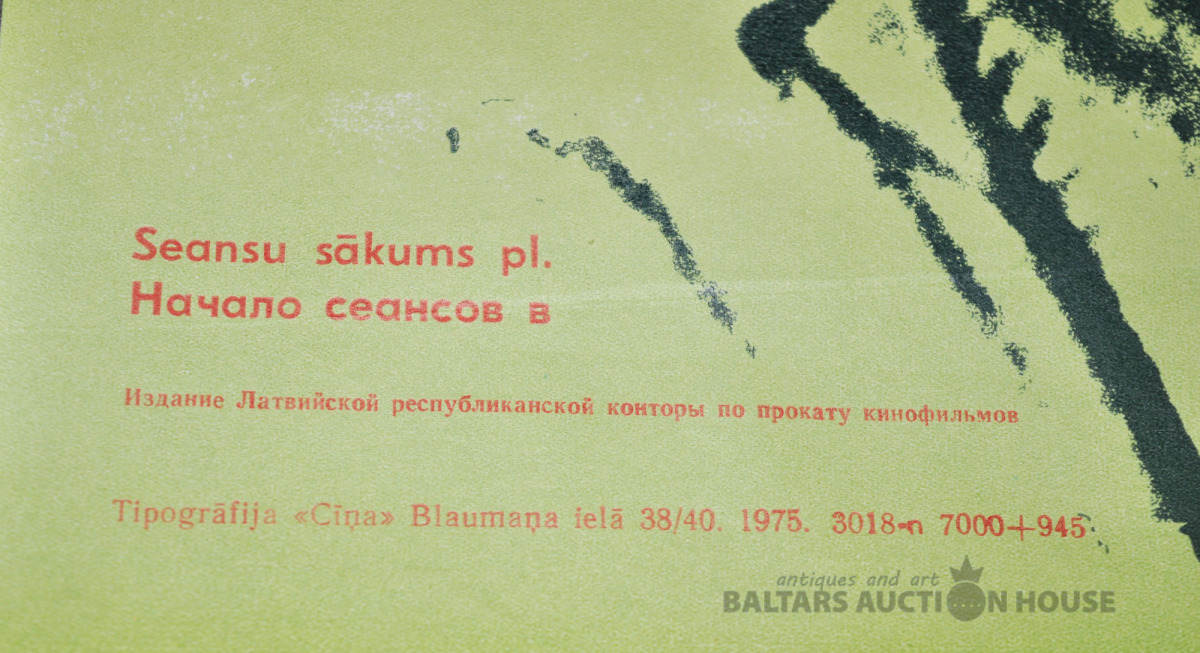 Seansu sākums pl.
Начало сеансов в
Издание Латвийской республиканской конторы по прокату кинофильмов
Tipogrāfija «Cīņa» Blaumaņa ielā 38/40. 1975. 3018-п 7000+945
antiques and art
BALTARS AUCTION HOUSE